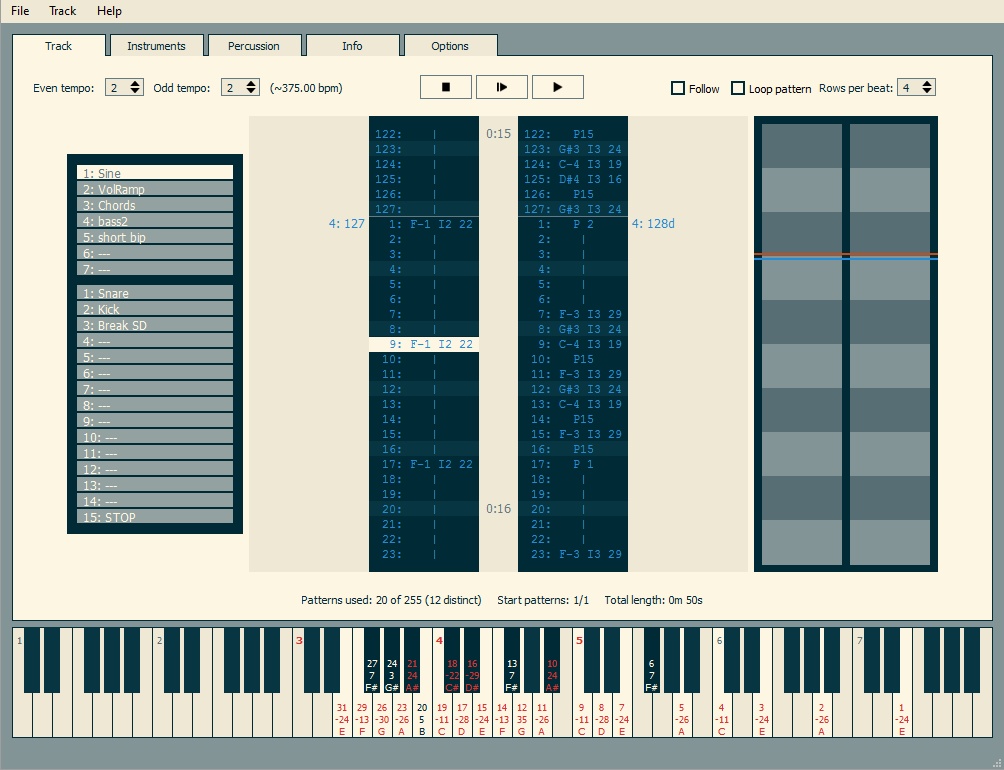 File Track Help
Track Instruments Percussion Info Options
Even tempo: 2 Odd tempo: 2 (~375.00 bpm) Follow Loop pattern Rows per beat: 4
1: Sine
2: VolRamp
3: Chords
4: bass2
5: short bip
6: ---
7: ---
1: Snare
2: Kick
3: Break SD
4: ---
5: ---
6: ---
7: ---
8: ---
9: ---
10: ---
11: ---
12: ---
13: ---
14: ---
15: STOP
4: 127
122: |
123: |
124: |
125: |
126: |
127: |
1: F-1 I2 22
2: |
3: |
4: |
5: |
6: |
7: |
8: |
9: F-1 I2 22
10: |
11: |
12: |
13: |
14: |
15: |
16: |
17: F-1 I2 22
18: |
19: |
20: |
21: |
22: |
23: |
0:15
0:16
122: P15
123: G#3 I3 24
124: C-4 I3 19
125: D#4 I3 16
126: P15
127: G#3 I3 24
1: P 2
2: |
3: |
4: |
5: |
6: |
7: F-3 I3 29
8: G#3 I3 24
9: C-4 I3 19
10: P15
11: F-3 I3 29
12: G#3 I3 24
13: C-4 I3 19
14: P15
15: F-3 I3 29
16: P15
17: P 1
18: |
19: |
20: |
21: |
22: |
23: F-3 I3 29
4: 128d
Patterns used: 20 of 255 (12 distinct) Start patterns: 1/1 Total length: 0m 50s
1 2 3 4 5 6 7
27 24 21 18 16 13 10 6
7 3 24 -22 -29 7 24 7
F# G# A# C# D# F# A# F#
31 29 26 23 20 19 17 15 14 12 11 9 8 7 5 4 3 2 1
-24 -13 -30 -26 5 -11 -28 -24 -13 35 -26 -11 -28 -24 -26 -11 -24 -26 -24
E F G A B C D E F G A C D E A C E A E